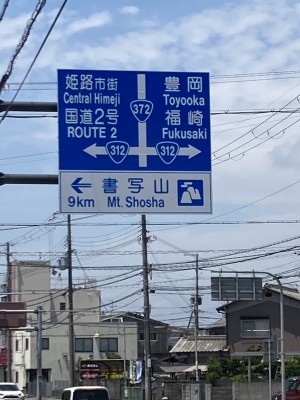 姫路市街
Central Himeji
国道2号
ROUTE 2
372
豊岡
Toyooka
福崎
Fukusaki
312
312
書写山
9km Mt. Shosha